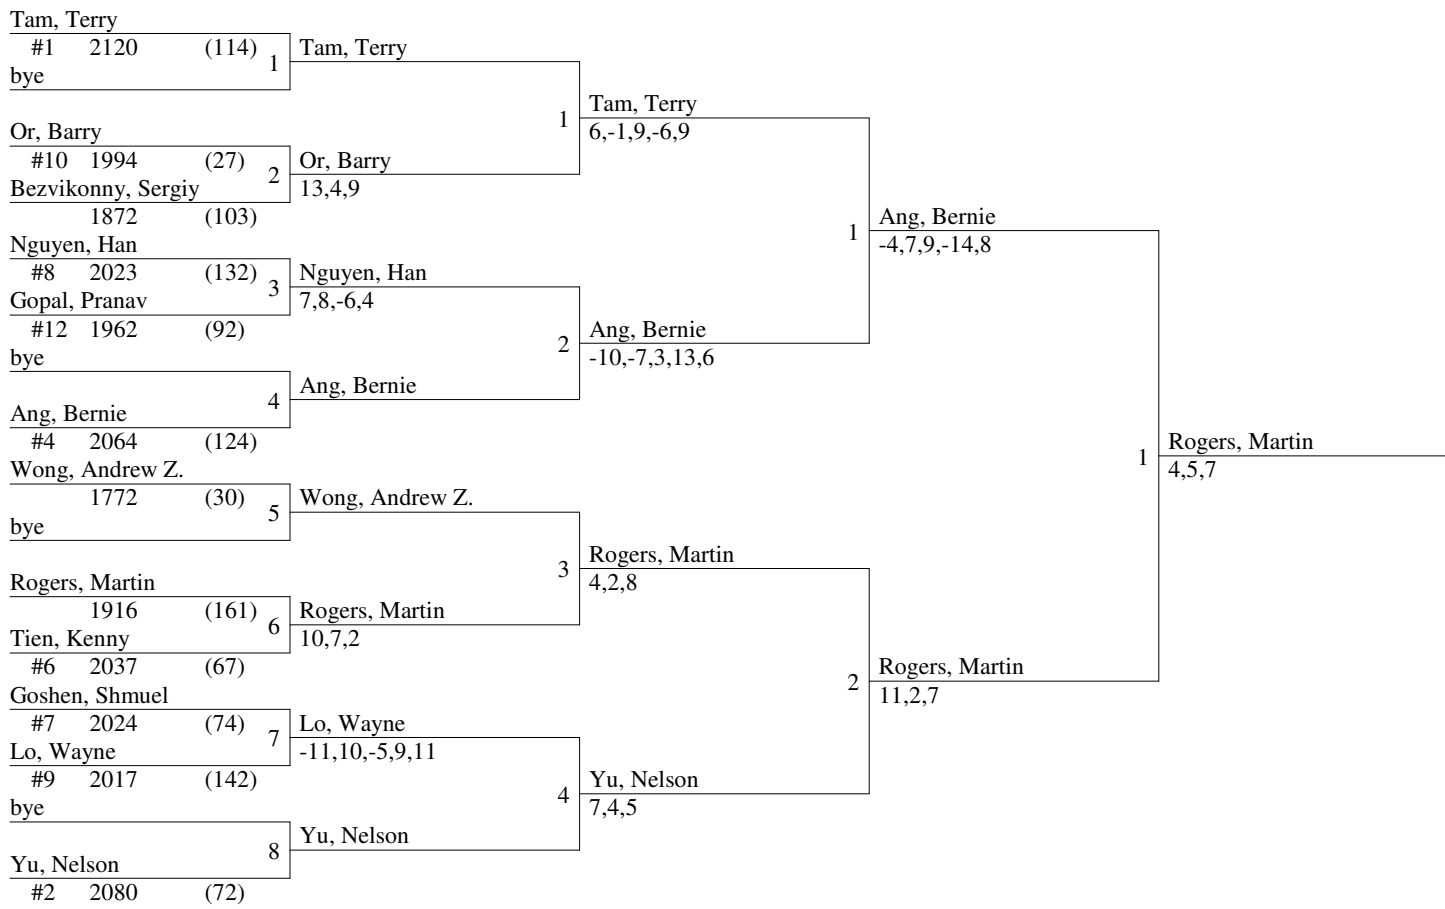 Tam, Terry
#1 2120 (114) 1
bye
Tam, Terry
Or, Barry
#10 1994 (27) 2
Bezvikonny, Sergiy
1872 (103)
Or, Barry
13,4,9
Nguyen, Han
#8 2023 (132) 3
Gopal, Pranav
#12 1962 (92)
Nguyen, Han
7,8,-6,4
bye
4
Ang, Bernie
#4 2064 (124)
Ang, Bernie
Wong, Andrew Z.
1772 (30) 5
bye
Wong, Andrew Z.
Rogers, Martin
1916 (161) 6
Tien, Kenny
#6 2037 (67)
Rogers, Martin
10,7,2
Goshen, Shmuel
#7 2024 (74) 7
Lo, Wayne
#9 2017 (142)
Lo, Wayne
-11,10,-5,9,11
bye
8
Yu, Nelson
#2 2080 (72)
Yu, Nelson
1
Tam, Terry
6,-1,9,-6,9
2
Ang, Bernie
-10,-7,3,13,6
3
Rogers, Martin
4,2,8
4
Yu, Nelson
7,4,5
1
Ang, Bernie
-4,7,9,-14,8
2
Rogers, Martin
11,2,7
1
Rogers, Martin
4,5,7